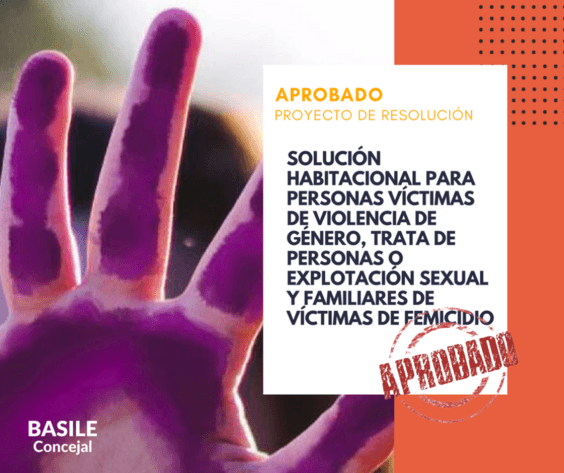 APROBADO
PROYECTO DE RESOLUCIÓN
SOLUCIÓN
HABITACIONAL PARA
PERSONAS VÍCTIMAS
DE VIOLENCIA DE
GÉNERO, TRATA DE
PERSONAS O
EXPLOTACIÓN SEXUAL
Y FAMILIARES DE
VÍCTIMAS DE FEMICIDIO
APROBADO
BASILE
Concejal